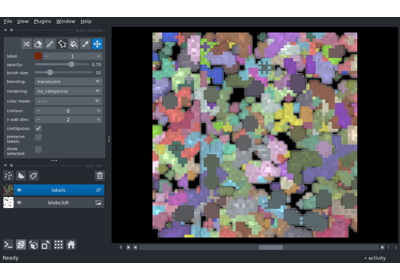 File View Plugins Window Help
label: 1
opacity: 0.70
brush size: 10
blending: translucent
rendering: iso_categorical
color mode:
contour: 0
n edit dim: 2
contiguous: ✓
preserve
labels:
show
selected:
labels
blobs3dt
0
Ready
activity